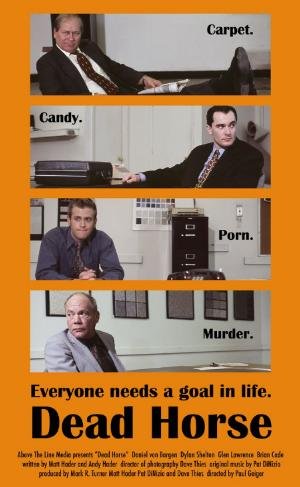 Carpet.
Candy.
Porn.
Murder.
Everyone needs a goal in life.
Dead Horse
Above The Line Media presents "Dead Horse" Daniel von Bargen Dylan Shelton Glen Lawrence Brian Cade
written by Matt Hader and Andy Hader director of photography Dave Thies original music by Pat DiNizio
produced by Mark R. Turner Matt Hader Pat DiNizio and Dave Thies directed by Paul Geiger